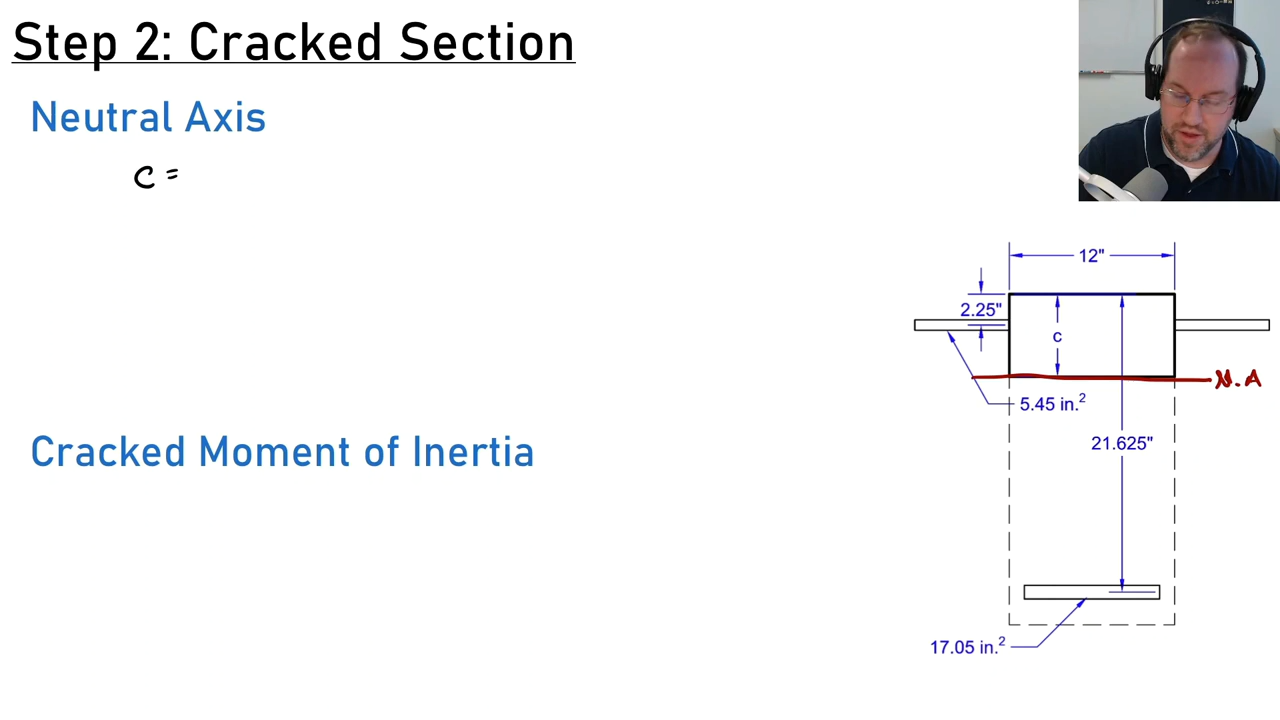 Step 2: Cracked Section
Neutral Axis
c =
12"
2.25"
c
N.A
5.45 in.²
21.625"
Cracked Moment of Inertia
17.05 in.²